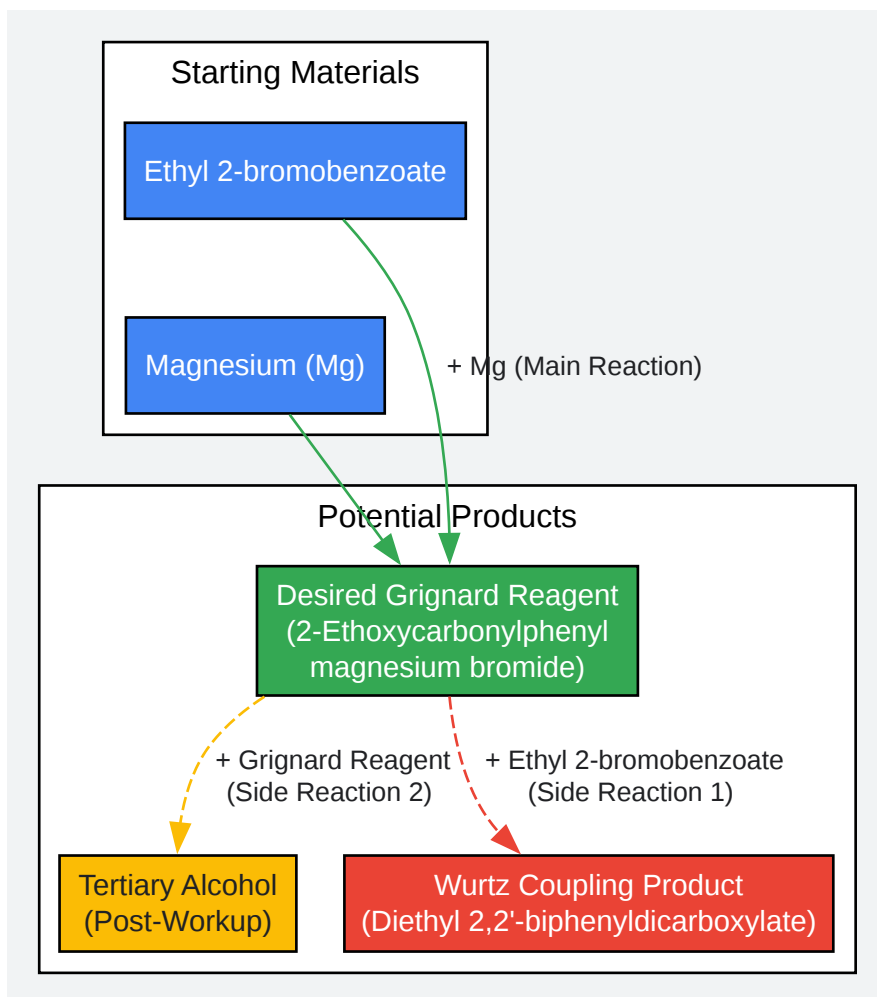 Starting Materials
Ethyl 2-bromobenzoate
Magnesium (Mg)
+ Mg (Main Reaction)
Potential Products
Desired Grignard Reagent
(2-Ethoxycarbonylphenyl
magnesium bromide)
+ Grignard Reagent
(Side Reaction 2)
+ Ethyl 2-bromobenzoate
(Side Reaction 1)
Tertiary Alcohol
(Post-Workup)
Wurtz Coupling Product
(Diethyl 2,2'-biphenyldicarboxylate)